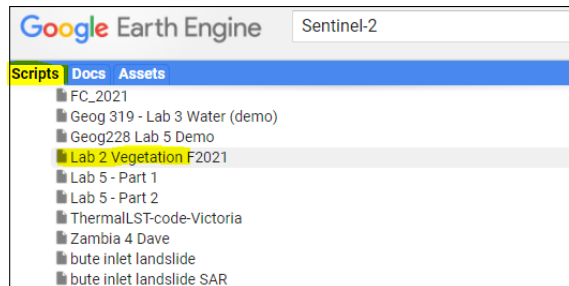 Google Earth Engine
Sentinel-2
Scripts Docs Assets
FC_2021
Geog 319 - Lab 3 Water (demo)
Geog228 Lab 5 Demo
Lab 2 Vegetation F2021
Lab 5 - Part 1
Lab 5 - Part 2
ThermalLST-code-Victoria
Zambia 4 Dave
bute inlet landslide
bute inlet landslide SAR